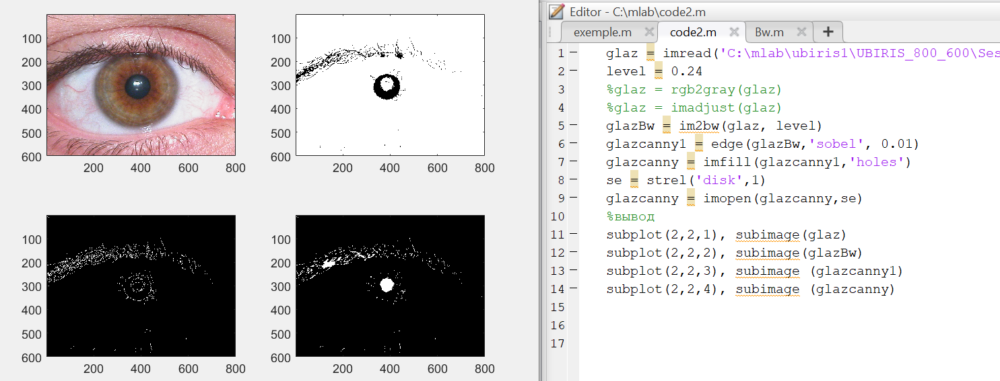 100
200
300
400
500
600
200 400 600 800
100
200
300
400
500
600
200 400 600 800
100
200
300
400
500
600
200 400 600 800
100
200
300
400
500
600
200 400 600 800
Editor - C:\mlab\code2.m
exemple.m code2.m Bw.m +
1 glaz = imread('C:\mlab\ubiris1\UBIRIS_800_600\Ses
2 level = 0.24
3 %glaz = rgb2gray(glaz)
4 %glaz = imadjust(glaz)
5 glazBw = im2bw(glaz, level)
6 glazcanny1 = edge(glazBw,'sobel', 0.01)
7 glazcanny = imfill(glazcanny1,'holes')
8 se = strel('disk',1)
9 glazcanny = imopen(glazcanny,se)
10 %вывод
11 subplot(2,2,1), subimage(glaz)
12 subplot(2,2,2), subimage(glazBw)
13 subplot(2,2,3), subimage (glazcanny1)
14 subplot(2,2,4), subimage (glazcanny)
15
16
17